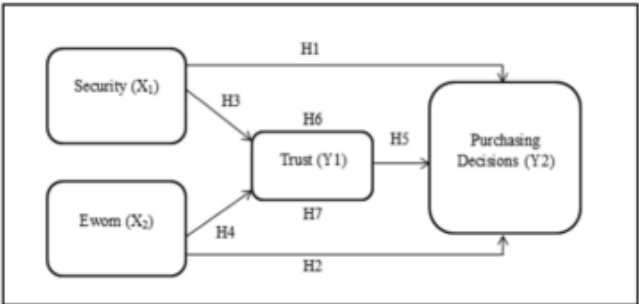 H1
Security (X₁)
H3
H6
Trust (Y1)
H5
Purchasing
Decisions (Y2)
H7
Ewom (X₂)
H4
H2